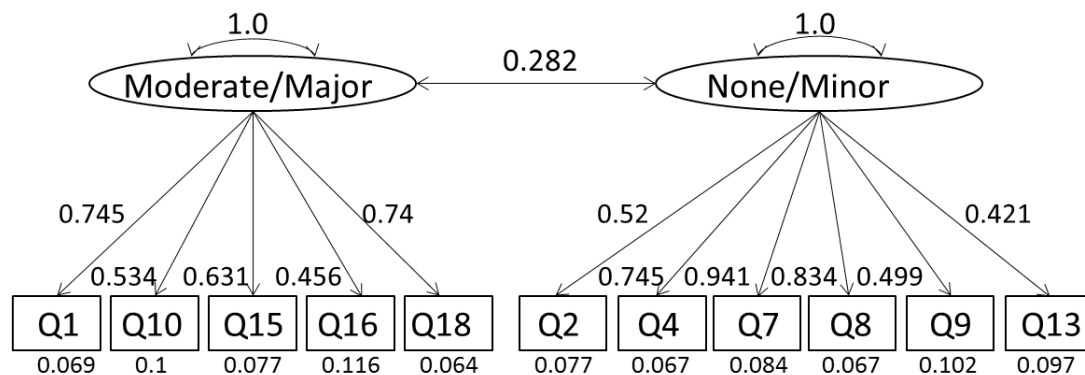 1.0 1.0
0.282
Moderate/Major None/Minor
0.745 0.74 0.52 0.421
0.534 0.631 0.456 0.745 0.941 0.834 0.499
Q1 Q10 Q15 Q16 Q18 Q2 Q4 Q7 Q8 Q9 Q13
0.069 0.1 0.077 0.116 0.064 0.077 0.067 0.084 0.067 0.102 0.097